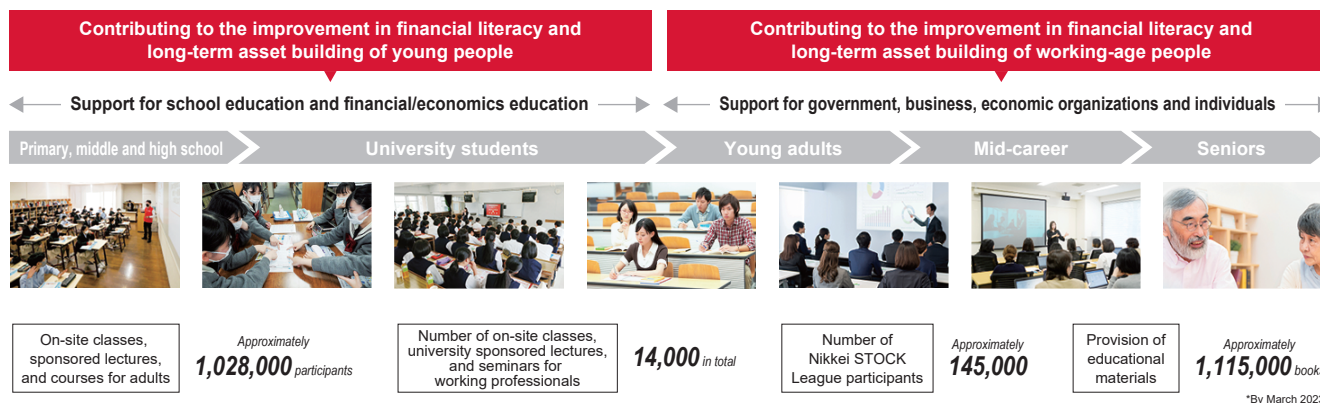 Contributing to the improvement in financial literacy and
long-term asset building of young people
Contributing to the improvement in financial literacy and
long-term asset building of working-age people
Support for school education and financial/economics education
Support for government, business, economic organizations and individuals
Primary, middle and high school
University students
Young adults
Mid-career
Seniors
On-site classes,
sponsored lectures,
and courses for adults
Approximately
1,028,000 participants
Number of on-site classes,
university sponsored lectures,
and seminars for
working professionals
14,000 in total
Number of
Nikkei STOCK
League participants
Approximately
145,000
Provision of
educational
materials
Approximately
1,115,000 books
*By March 2023